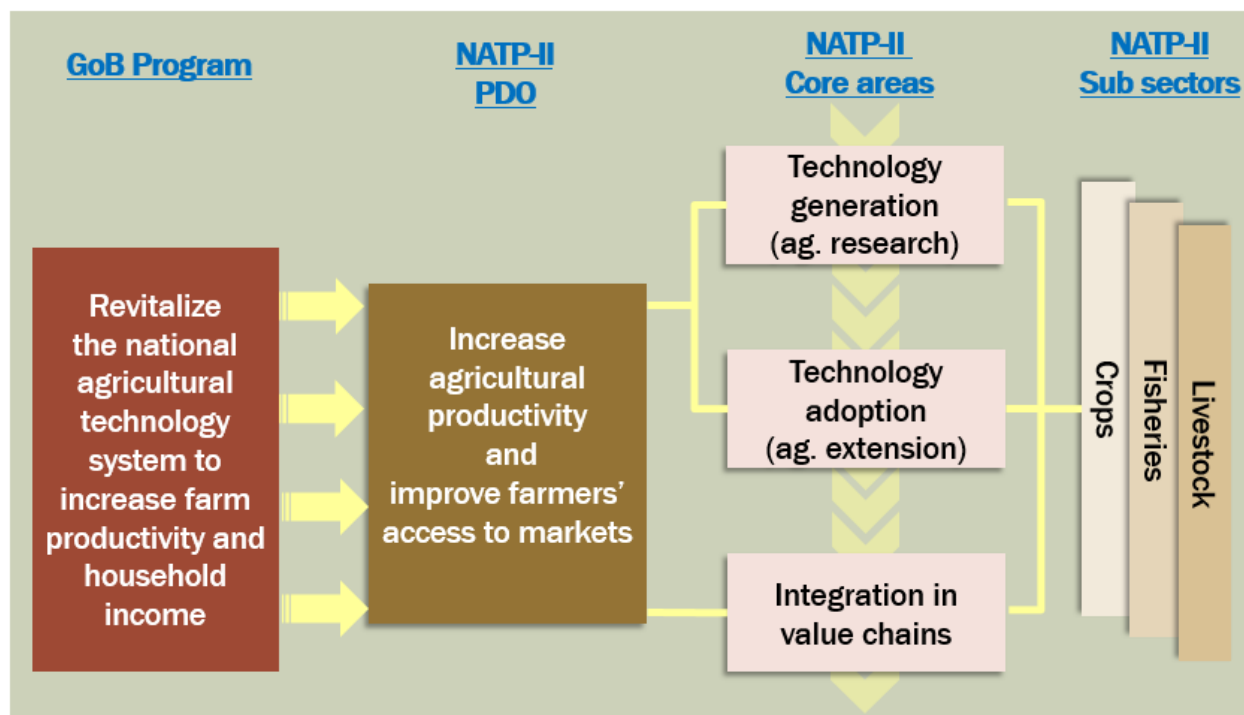 GoB Program
NATP-II
PDO
NATP-II
Core areas
NATP-II
Sub sectors
Revitalize
the national
agricultural
technology
system to
increase farm
productivity and
household
income
Increase
agricultural
productivity
and
improve farmers’
access to markets
Technology
generation
(ag. research)
Technology
adoption
(ag. extension)
Integration in
value chains
Crops
Fisheries
Livestock